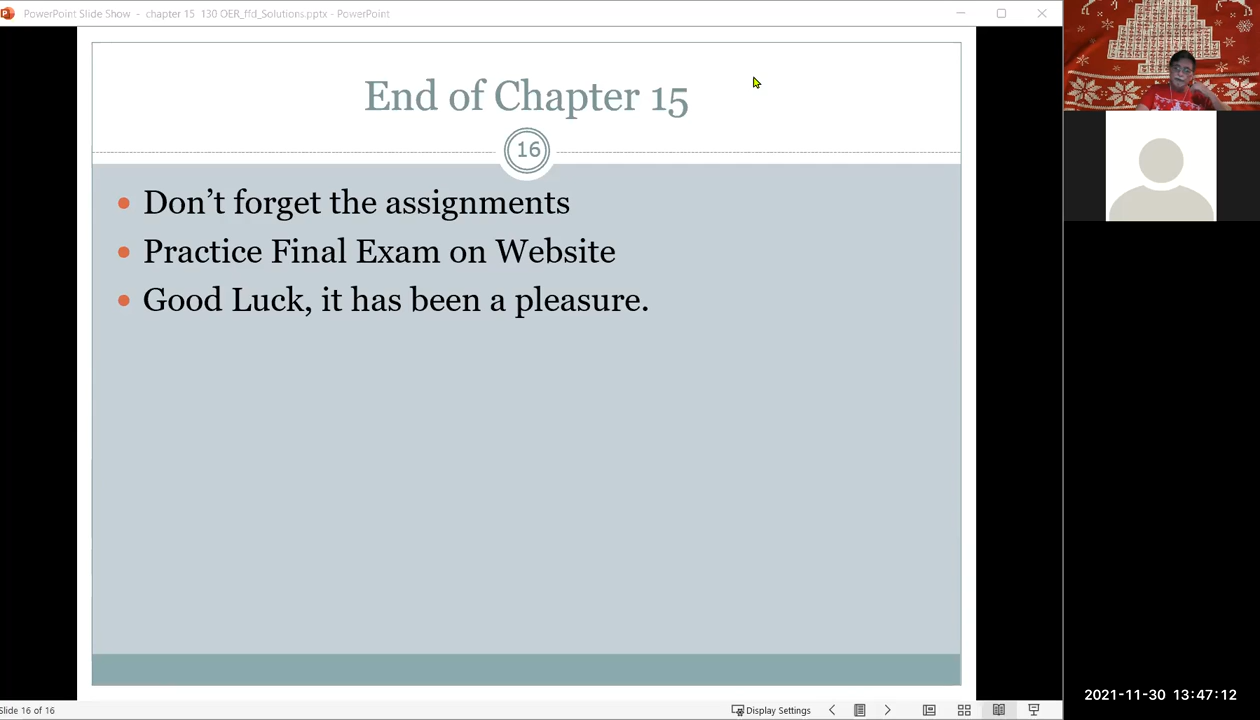 PowerPoint Slide Show - chapter 15 130 OER_ffd_Solutions.pptx - PowerPoint
End of Chapter 15
16
Don’t forget the assignments
Practice Final Exam on Website
Good Luck, it has been a pleasure.
2021-11-30 13:47:12
Slide 16 of 16
Display Settings